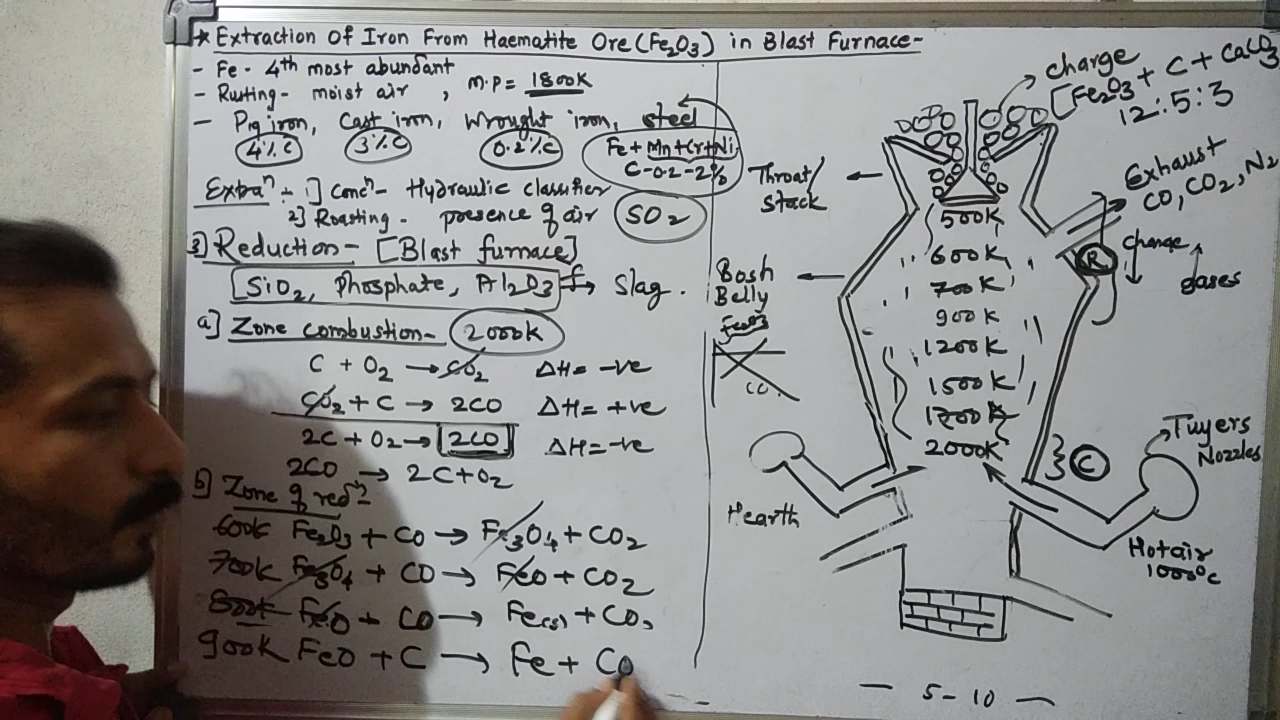 * Extraction Of Iron From Haematite Ore (Fe2O3) in Blast Furnace-
- Fe - 4th most abundant
- Rusting - moist air , m.p = 1800K
- Pig iron, Cast iron, Wrought iron, steel
4%C 3%C 0.2%C Fe + Mn+Cr+Ni
C-0.2-2%
Extraⁿ ÷ 1] Concⁿ - Hydraulic classifier
2] Roasting - presence of air SO2
3] Reduction - [Blast furnace]
[SiO2, Phosphate, Al2O3] → Slag.
a] Zone combustion- 2000K
C + O2 → CO2 ΔH = -ve
CO2 + C → 2CO ΔH = +ve
2C + O2 → 2CO ΔH = -ve
2CO → 2C + O2
b] Zone of redⁿ
600K Fe2O3 + CO → Fe3O4 + CO2
700K Fe3O4 + CO → FeO + CO2
800K FeO + CO → Fe(s) + CO2
900K FeO + C → Fe + CO
charge
[Fe2O3 + C + CaCO3
12:5:3
Throat/
Stack
Exhaust
CO, CO2, N2
500K
600K
700K
900K
1200K
1500K
1700K
2000K
R
charge
gases
Bosh
Belly
Fe2O3
CO.
C
Tuyers
Nozzles
Hearth
Hot air
1000°C
— 5-10 —